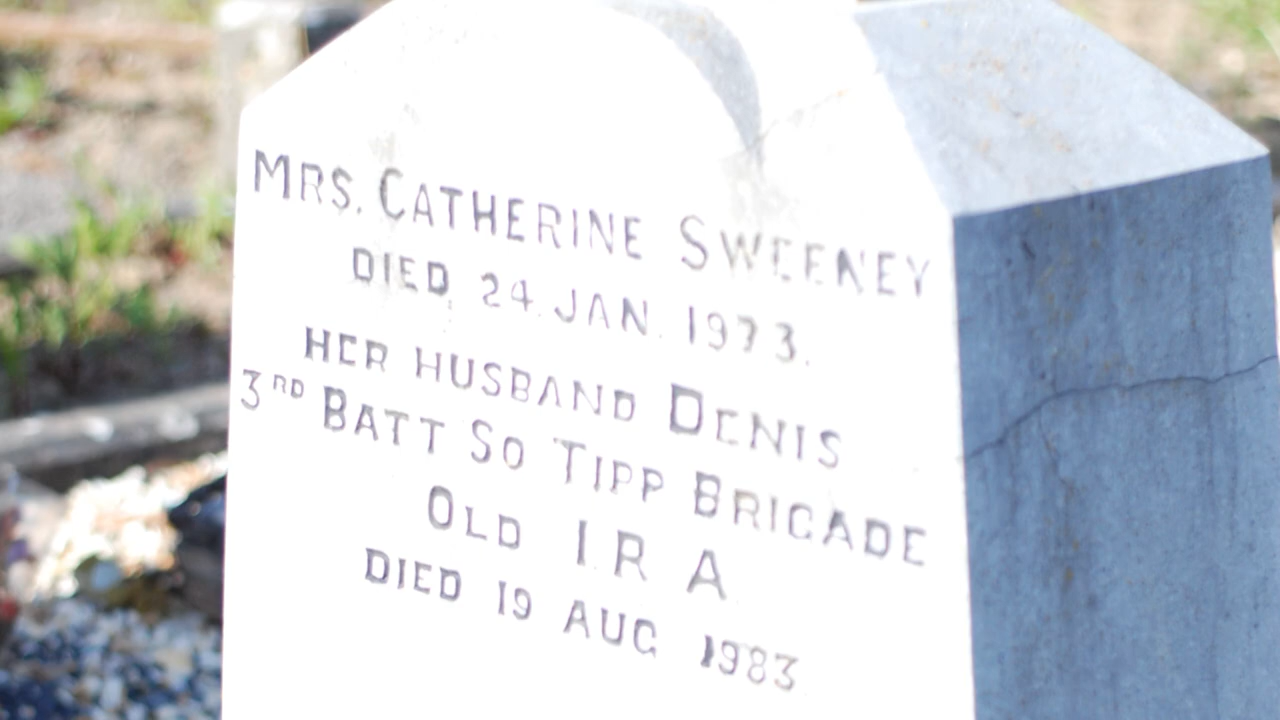 MRS. CATHERINE SWEENEY
DIED 24 JAN. 1973.
HER HUSBAND DENIS
3RD BATT SO TIPP BRIGADE
OLD I R A
DIED 19 AUG 1983